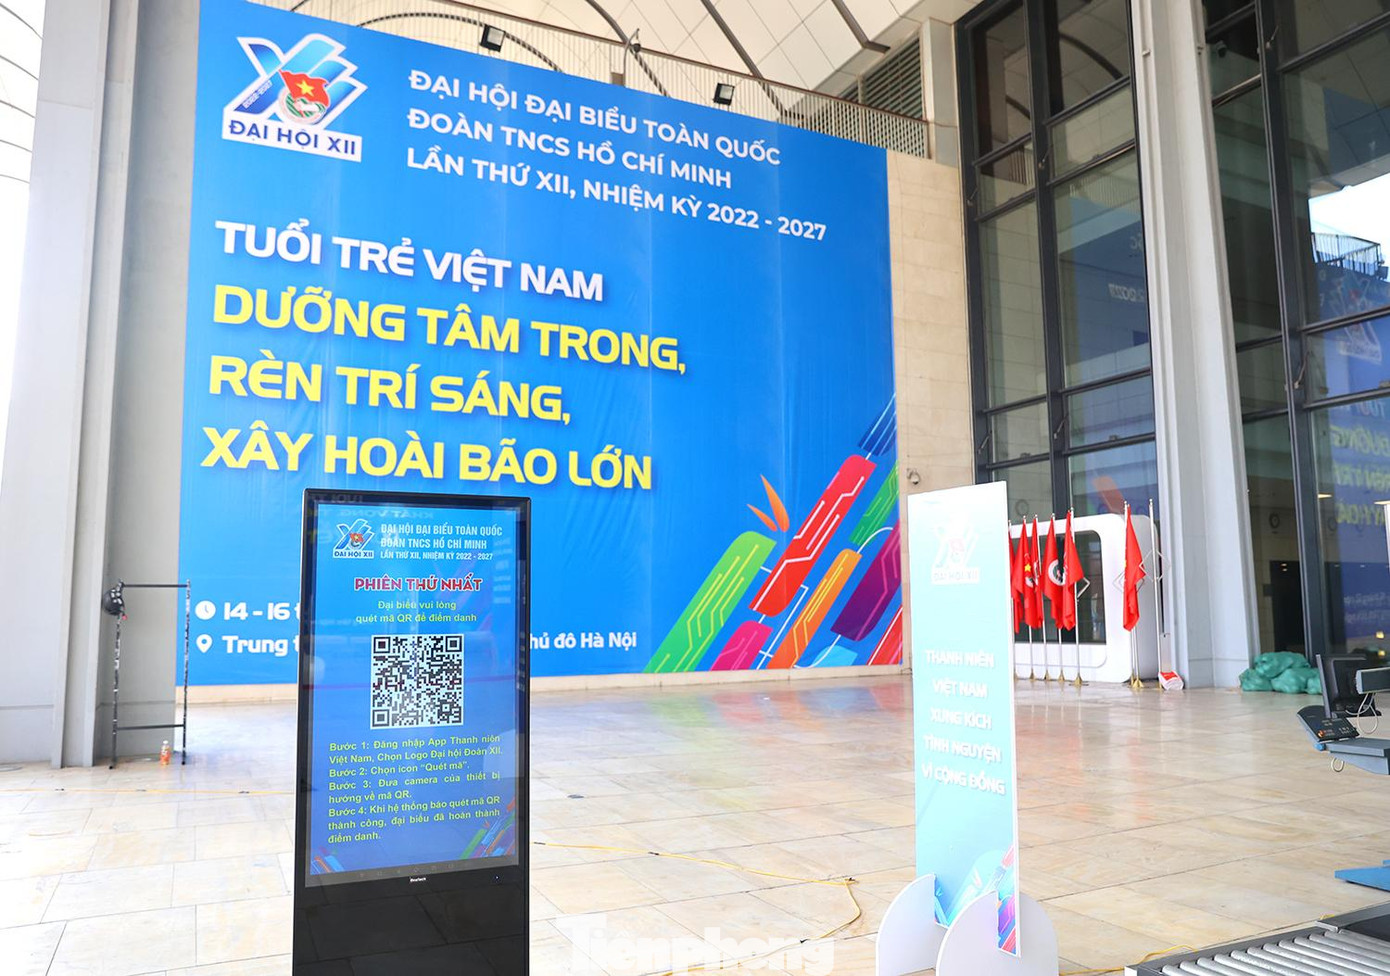 ĐẠI HỘI XII
ĐẠI HỘI ĐẠI BIỂU TOÀN QUỐC
ĐOÀN TNCS HỒ CHÍ MINH
LẦN THỨ XII, NHIỆM KỲ 2022 - 2027
TUỔI TRẺ VIỆT NAM
DƯỠNG TÂM TRONG,
RÈN TRÍ SÁNG,
XÂY HOÀI BÃO LỚN
14 - 16
Trung
hủ đô Hà Nội
ĐẠI HỘI XII
ĐẠI HỘI ĐẠI BIỂU TOÀN QUỐC
ĐOÀN TNCS HỒ CHÍ MINH
LẦN THỨ XII, NHIỆM KỲ 2022 - 2027
PHIÊN THỨ NHẤT
Đại biểu vui lòng
quét mã QR để điểm danh
Bước 1: Đăng nhập App Thanh niên
Việt Nam, Chọn Logo Đại hội Đoàn XII.
Bước 2: Chọn icon "Quét mã".
Bước 3: Đưa camera của thiết bị
hướng về mã QR.
Bước 4: Khi hệ thống báo quét mã QR
thành công, đại biểu đã hoàn thành
điểm danh.
ĐẠI HỘI XII
THANH NIÊN
VIỆT NAM
XUNG KÍCH
TÌNH NGUYỆN
VÌ CỘNG ĐỒNG
Tienphong